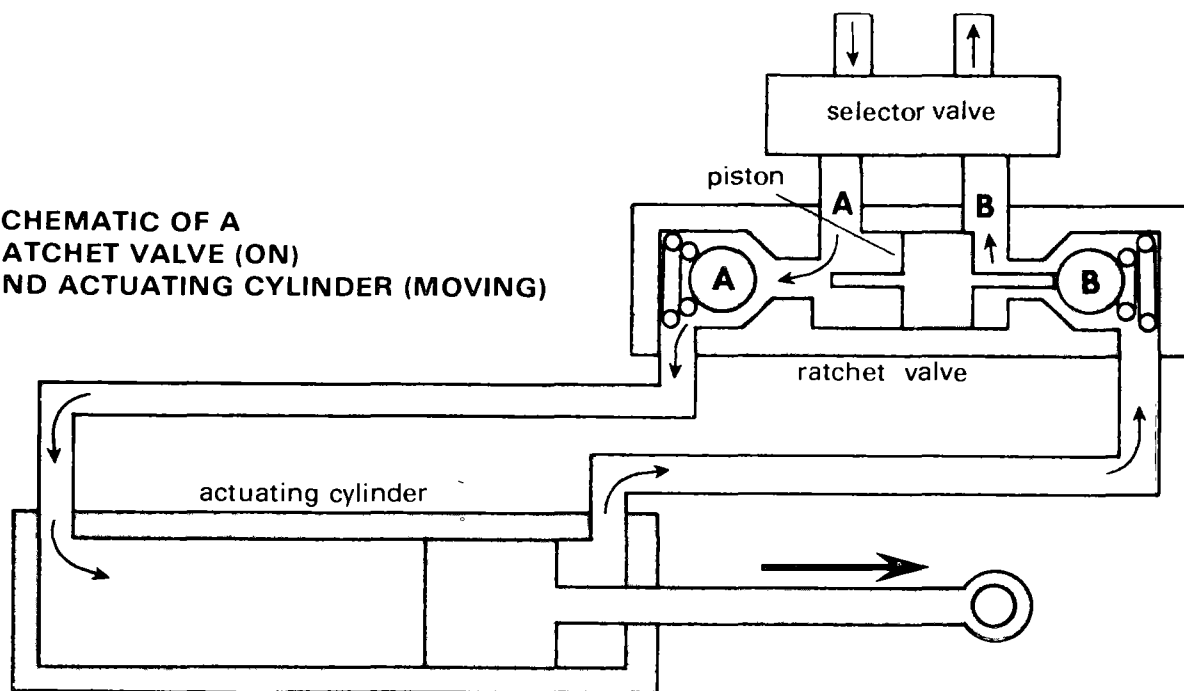 selector valve
piston
A
B
CHEMATIC OF A
ATCHET VALVE (ON)
ND ACTUATING CYLINDER (MOVING)
A
B
ratchet valve
actuating cylinder